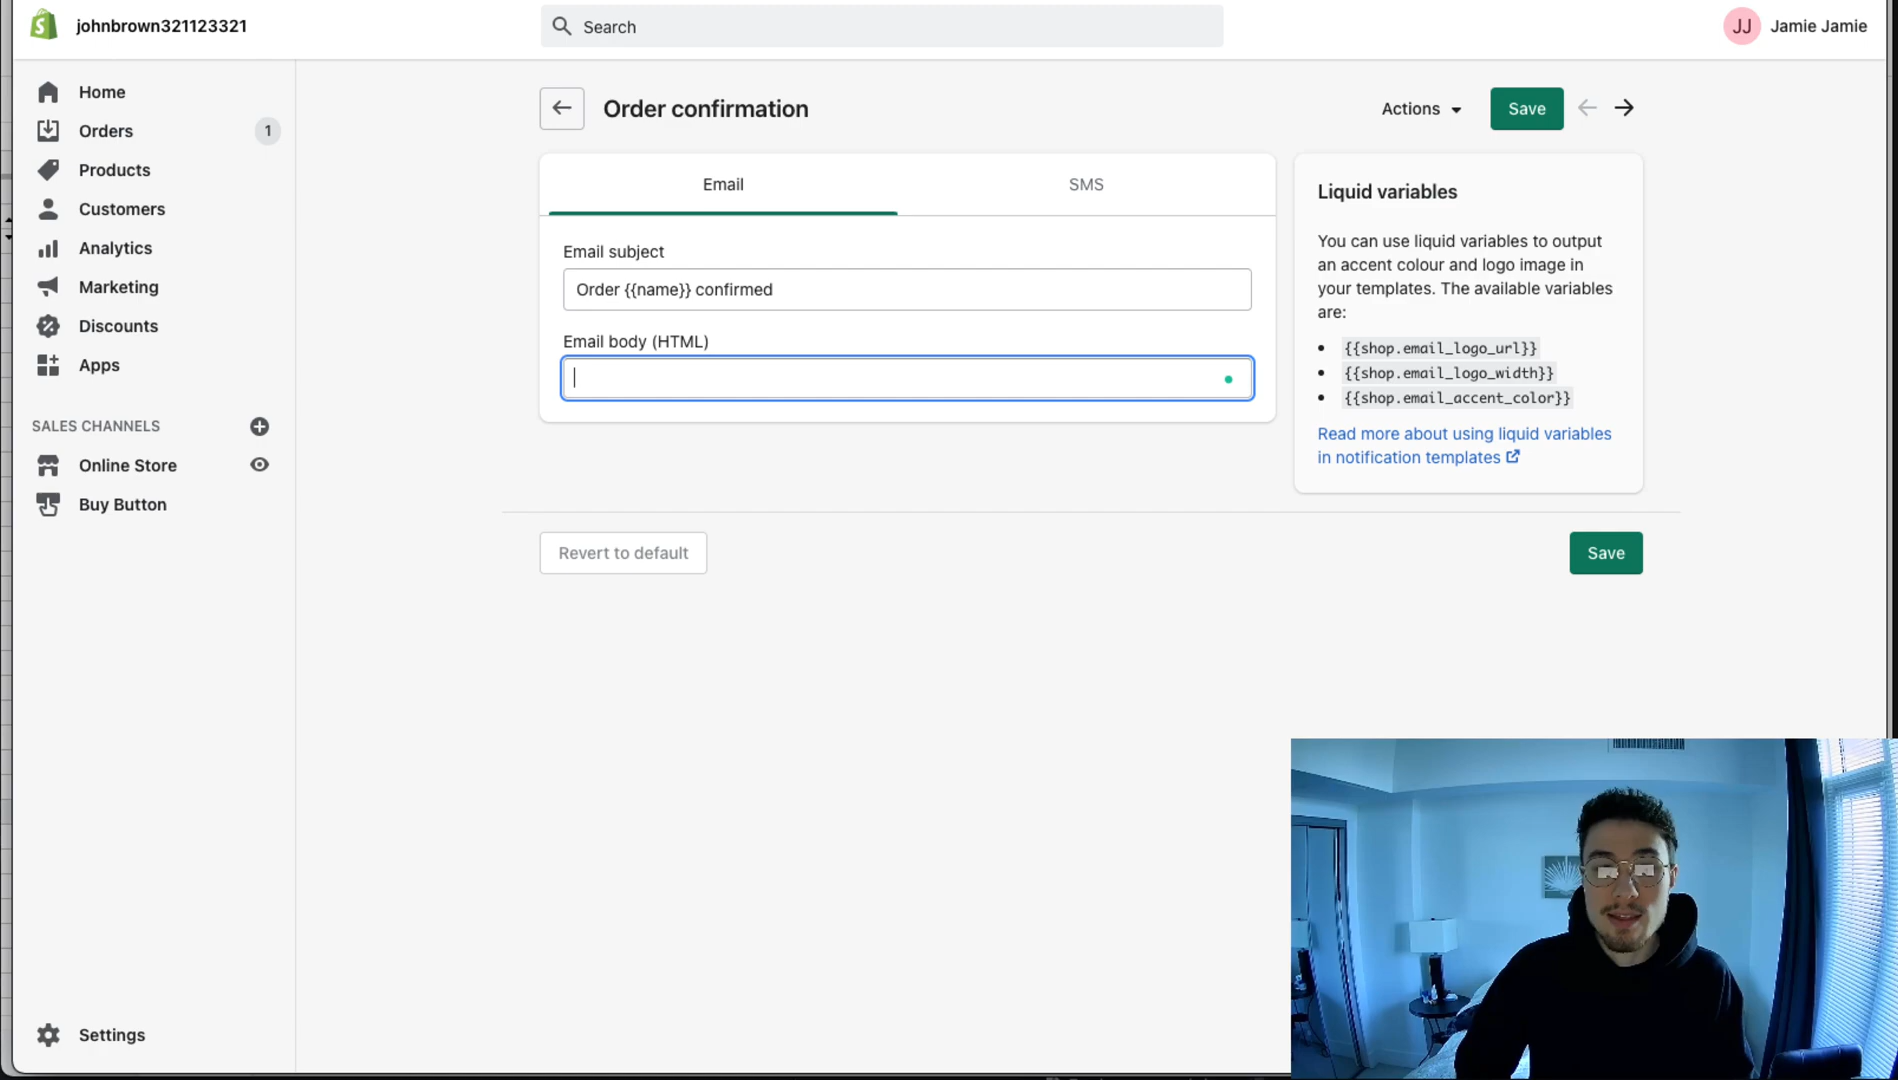 johnbrown321123321
Search
JJ
Jamie Jamie
Home
Orders
1
Products
Customers
Analytics
Marketing
Discounts
Apps
SALES CHANNELS
Online Store
Buy Button
Settings
Order confirmation
Actions
Save
Email
SMS
Email subject
Order {{name}} confirmed
Email body (HTML)
Liquid variables
You can use liquid variables to output
an accent colour and logo image in
your templates. The available variables
are:
{{shop.email_logo_url}}
{{shop.email_logo_width}}
{{shop.email_accent_color}}
Read more about using liquid variables
in notification templates
Revert to default
Save